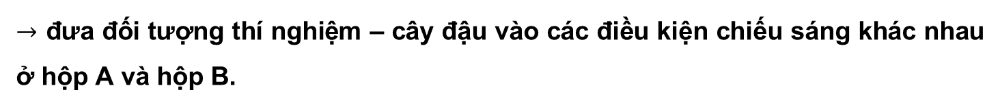 → đưa đối tượng thí nghiệm – cây đậu vào các điều kiện chiếu sáng khác nhau
ở hộp A và hộp B.